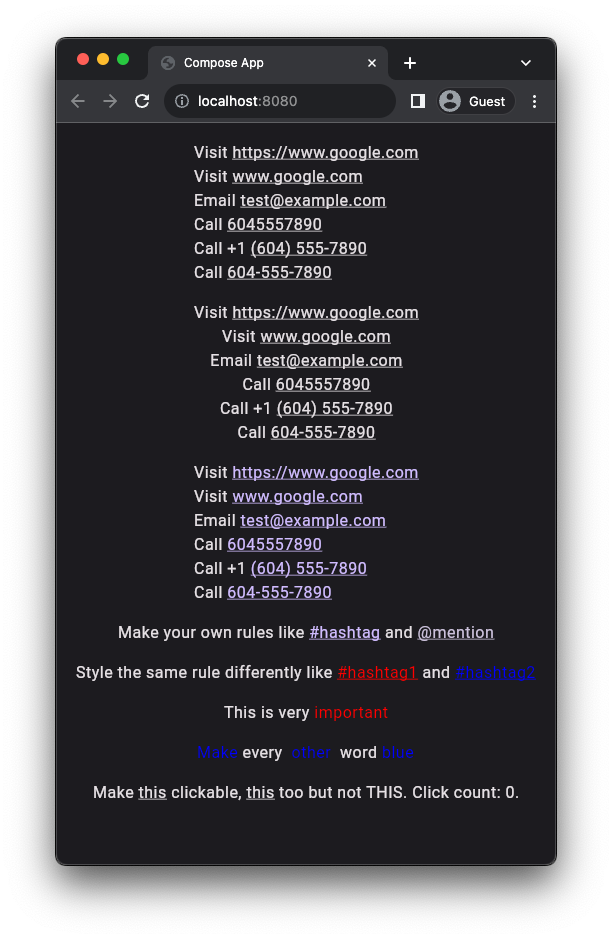 Compose App
localhost:8080
Guest
Visit https://www.google.com
Visit www.google.com
Email test@example.com
Call 6045557890
Call +1 (604) 555-7890
Call 604-555-7890
Visit https://www.google.com
Visit www.google.com
Email test@example.com
Call 6045557890
Call +1 (604) 555-7890
Call 604-555-7890
Visit https://www.google.com
Visit www.google.com
Email test@example.com
Call 6045557890
Call +1 (604) 555-7890
Call 604-555-7890
Make your own rules like #hashtag and @mention
Style the same rule differently like #hashtag1 and #hashtag2
This is very important
Make every other word blue
Make this clickable, this too but not THIS. Click count: 0.